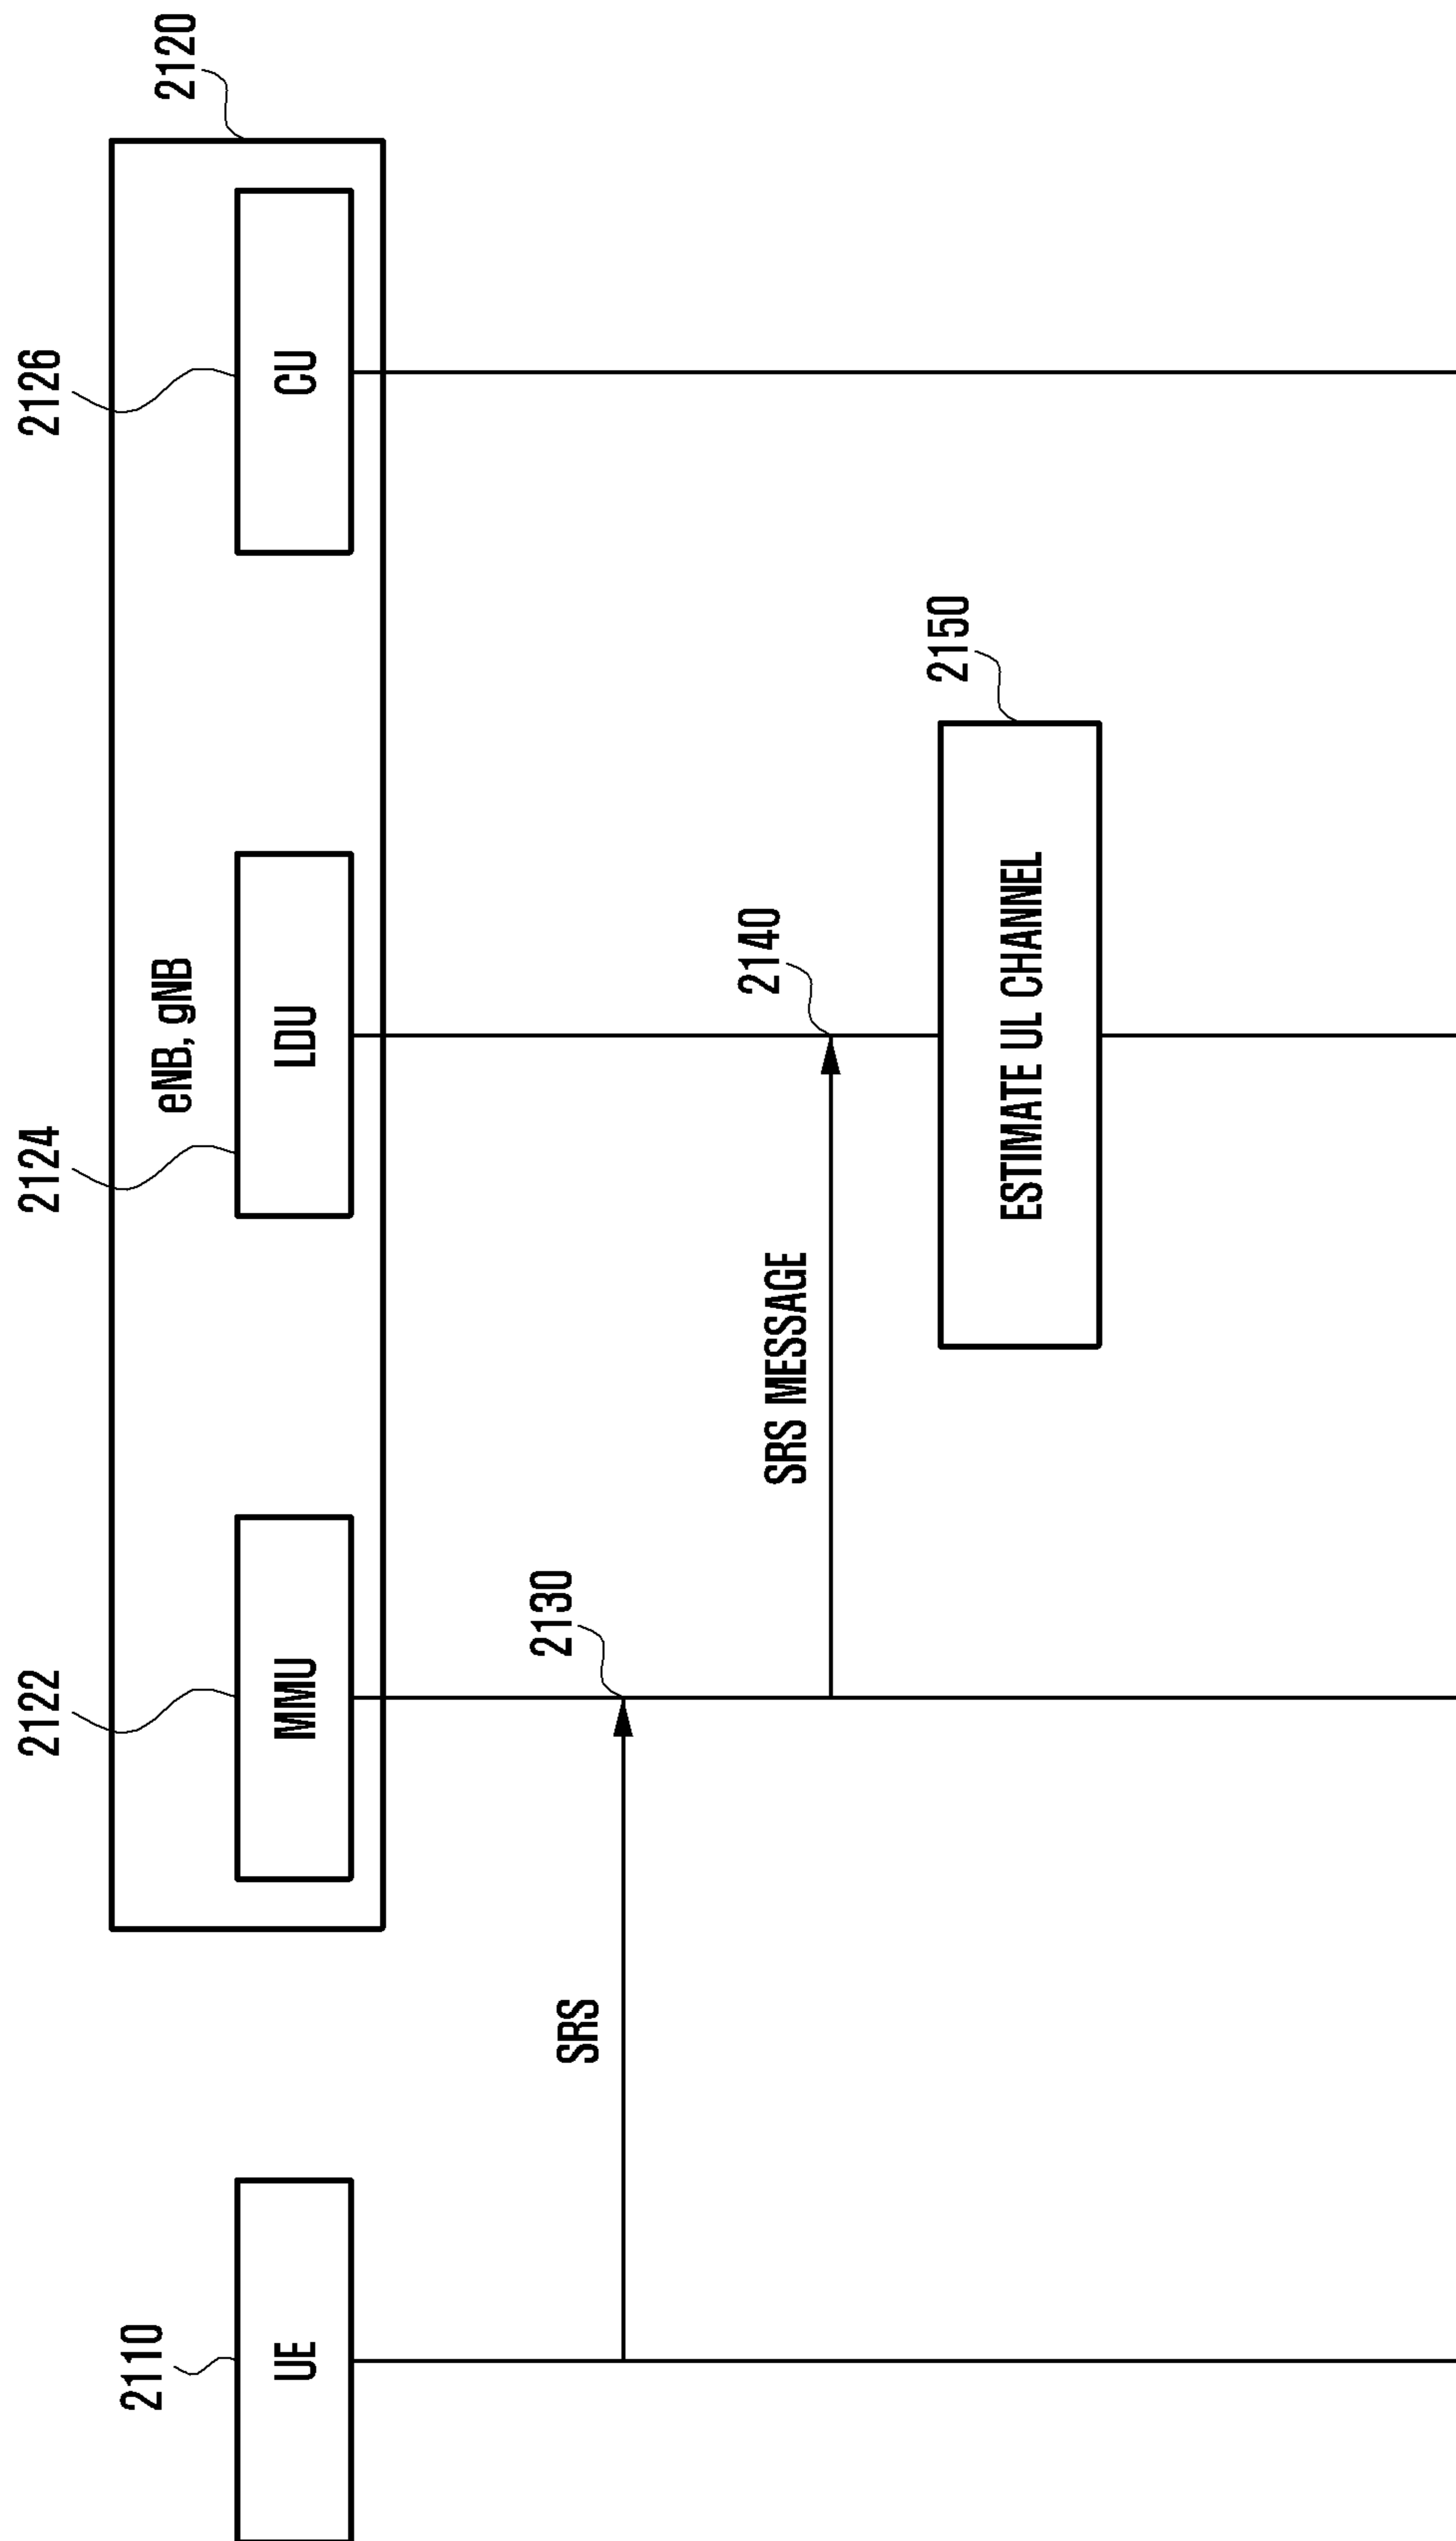 2120
2122
2124
2126
eNB, gNB
2110
UE
MMU
LDU
CU
2130
SRS
2140
SRS MESSAGE
2150
ESTIMATE UL CHANNEL